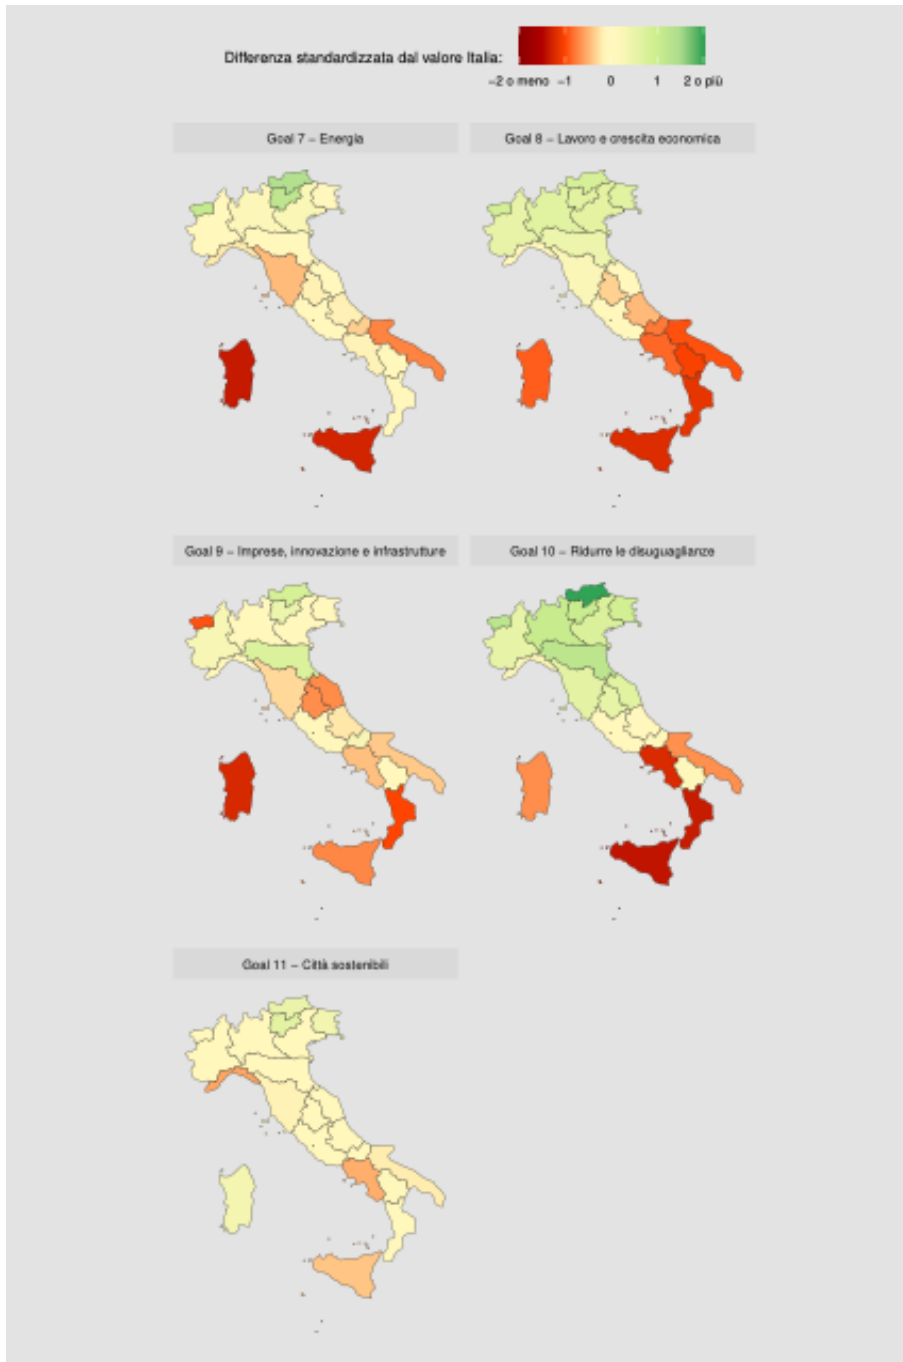 Differenza standardizzata dal valore Italia:
−2 o meno −1 0 1 2 o più
Goal 7 − Energia
Goal 8 − Lavoro e crescita economica
Goal 9 − Imprese, innovazione e infrastrutture
Goal 10 − Ridurre le disuguaglianze
Goal 11 − Città sostenibili